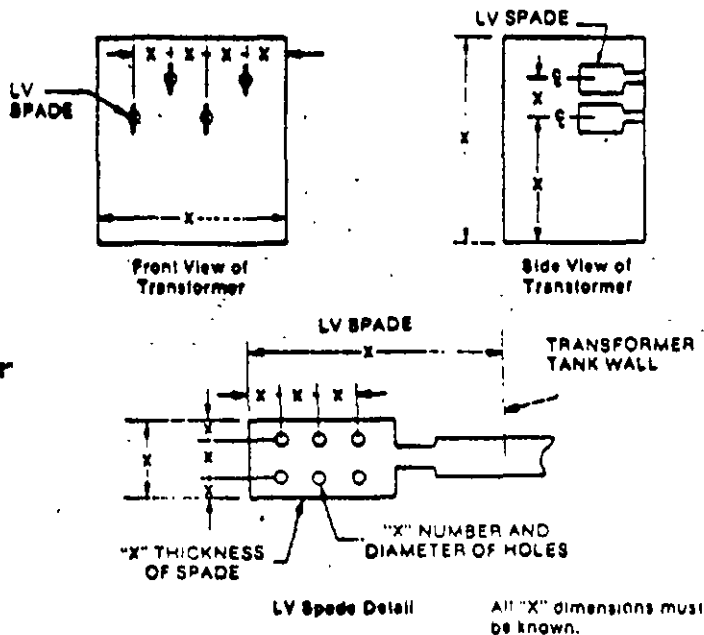 LV SPADE
X X X X
LV
SPADE
X
X
X
X
Front View of
Transformer
Side View of
Transformer
LV SPADE
X
TRANSFORMER
TANK WALL
r
X X X
X
X
X
X
"X" THICKNESS
OF SPADE
"X" NUMBER AND
DIAMETER OF HOLES
LV Spade Detail
All "X" dimensions must
be known.